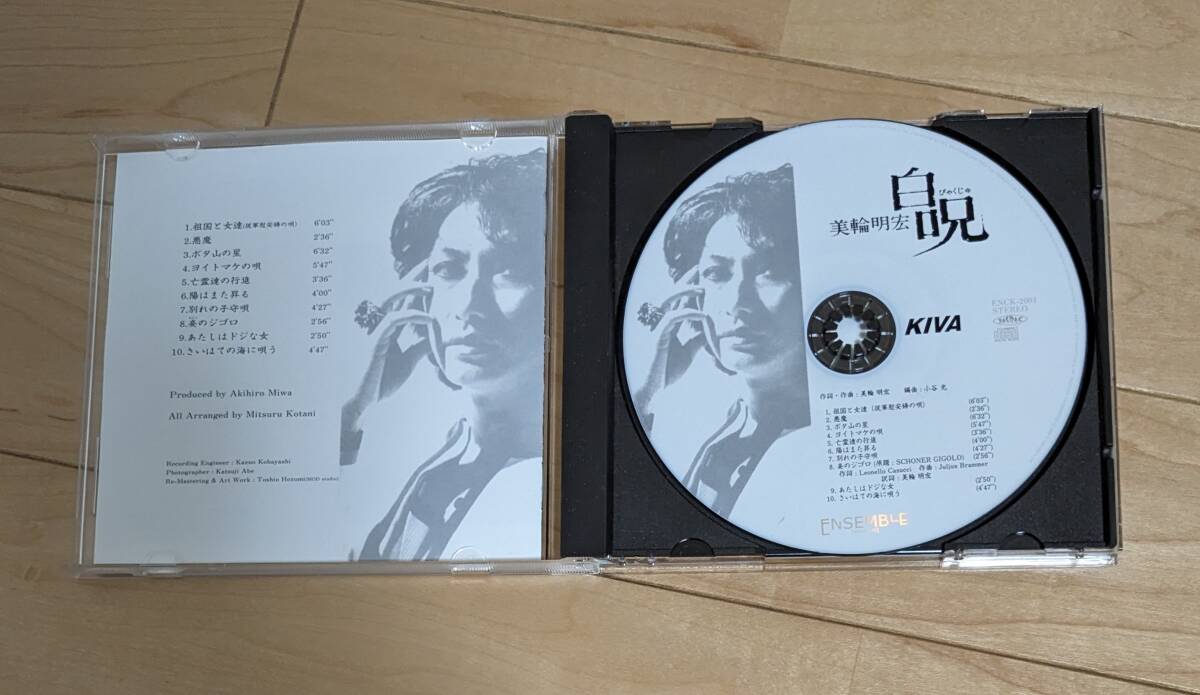 1.祖国と女達(従軍慰安婦の唄) 6'03"
2.悪魔 2'36"
3.ボタ山の星 6'32"
4.ヨイトマケの唄 5'47"
5.亡霊達の行進 3'36"
6.陽はまた昇る 4'00"
7.別れの子守唄 4'27"
8.妾のジゴロ 2'56"
9.あたしはドジな女 2'50"
10.さいはての海に唄う 4'47"
Produced by Akihiro Miwa
All Arranged by Mitsuru Kotani
Recording Engineer : Kazuo Kobayashi
Photographer : Katsuji Abe
Re-Mastering & Art Work : Toshio Hozumi
白呪
びゃくじゅ
美輪明宏
ENCK-2001
STEREO
KIVA
作詞・作曲:美輪 明宏 編曲:小谷 充
1. 祖国と女達 (従軍慰安婦の唄) (6'03")
2. 悪魔 (2'36")
3. ボタ山の星 (6'32")
4. ヨイトマケの唄 (5'47")
5. 亡霊達の行進 (3'36")
6. 陽はまた昇る (4'00")
7. 別れの子守唄 (4'27")
8. 妾のジゴロ (原題:SCHONER GIGOLO) (2'56")
作詞:Leonello Casucci 作曲:Julius Brammer
訳詞:美輪 明宏
9. あたしはドジな女 (2'50")
10. さいはての海に唄う (4'47")
ENSEMBLE